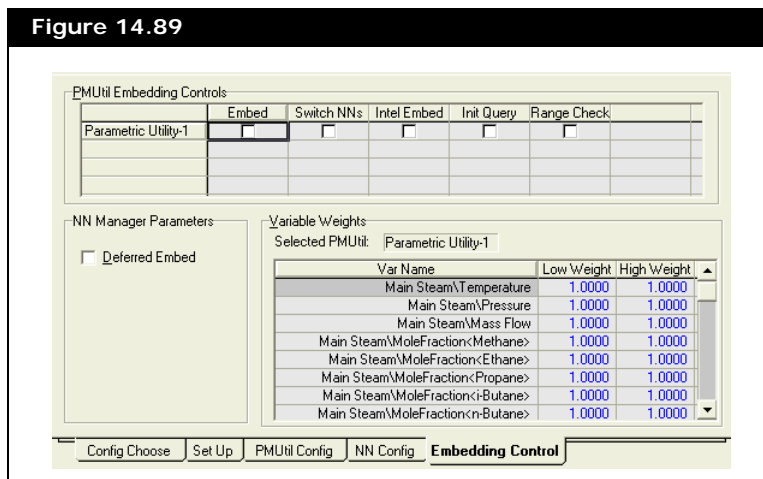 Figure 14.89
PMUtil Embedding Controls
Embed Switch NNs Intel Embed Init Query Range Check
Parametric Utility-1
NN Manager Parameters
Deferred Embed
Variable Weights
Selected PMUtil: Parametric Utility-1
Var Name Low Weight High Weight
Main Steam\Temperature 1.0000 1.0000
Main Steam\Pressure 1.0000 1.0000
Main Steam\Mass Flow 1.0000 1.0000
Main Steam\MoleFraction<Methane> 1.0000 1.0000
Main Steam\MoleFraction<Ethane> 1.0000 1.0000
Main Steam\MoleFraction<Propane> 1.0000 1.0000
Main Steam\MoleFraction<i-Butane> 1.0000 1.0000
Main Steam\MoleFraction<n-Butane> 1.0000 1.0000
Config Choose Set Up PMUtil Config NN Config Embedding Control